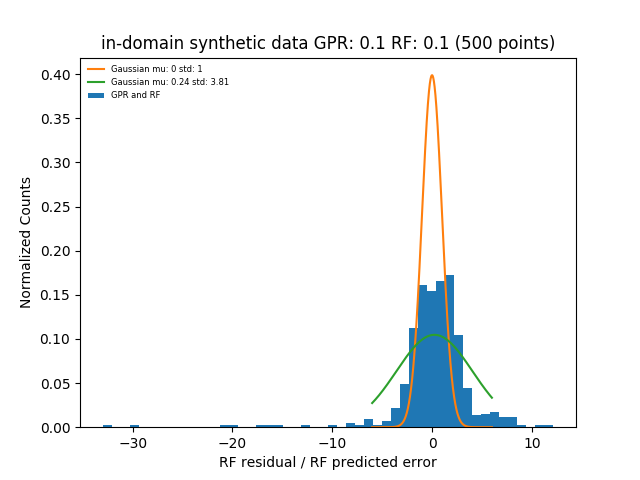 in-domain synthetic data GPR: 0.1 RF: 0.1 (500 points)
Gaussian mu: 0 std: 1
Gaussian mu: 0.24 std: 3.81
GPR and RF
Normalized Counts
0.40
0.35
0.30
0.25
0.20
0.15
0.10
0.05
0.00
−30
−20
−10
0
10
RF residual / RF predicted error